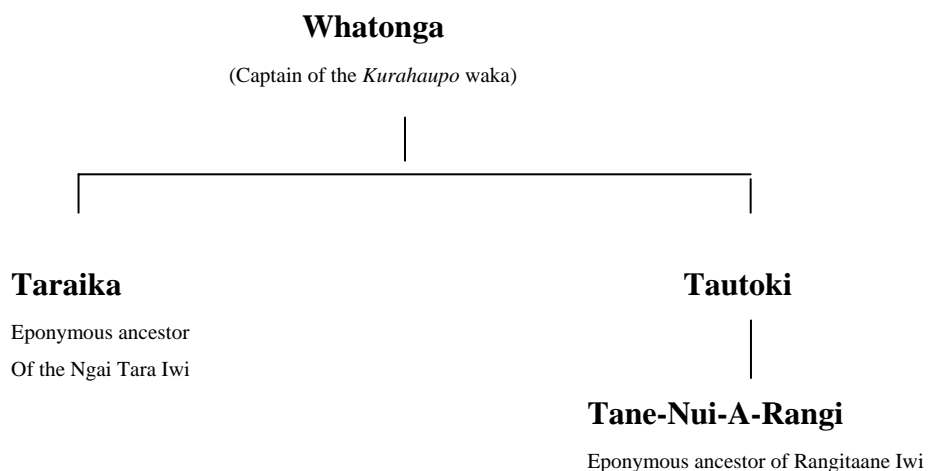 Whatonga
(Captain of the Kurahaupo waka)
Taraika
Tautoki
Eponymous ancestor
Of the Ngai Tara Iwi
Tane-Nui-A-Rangi
Eponymous ancestor of Rangitaane Iwi